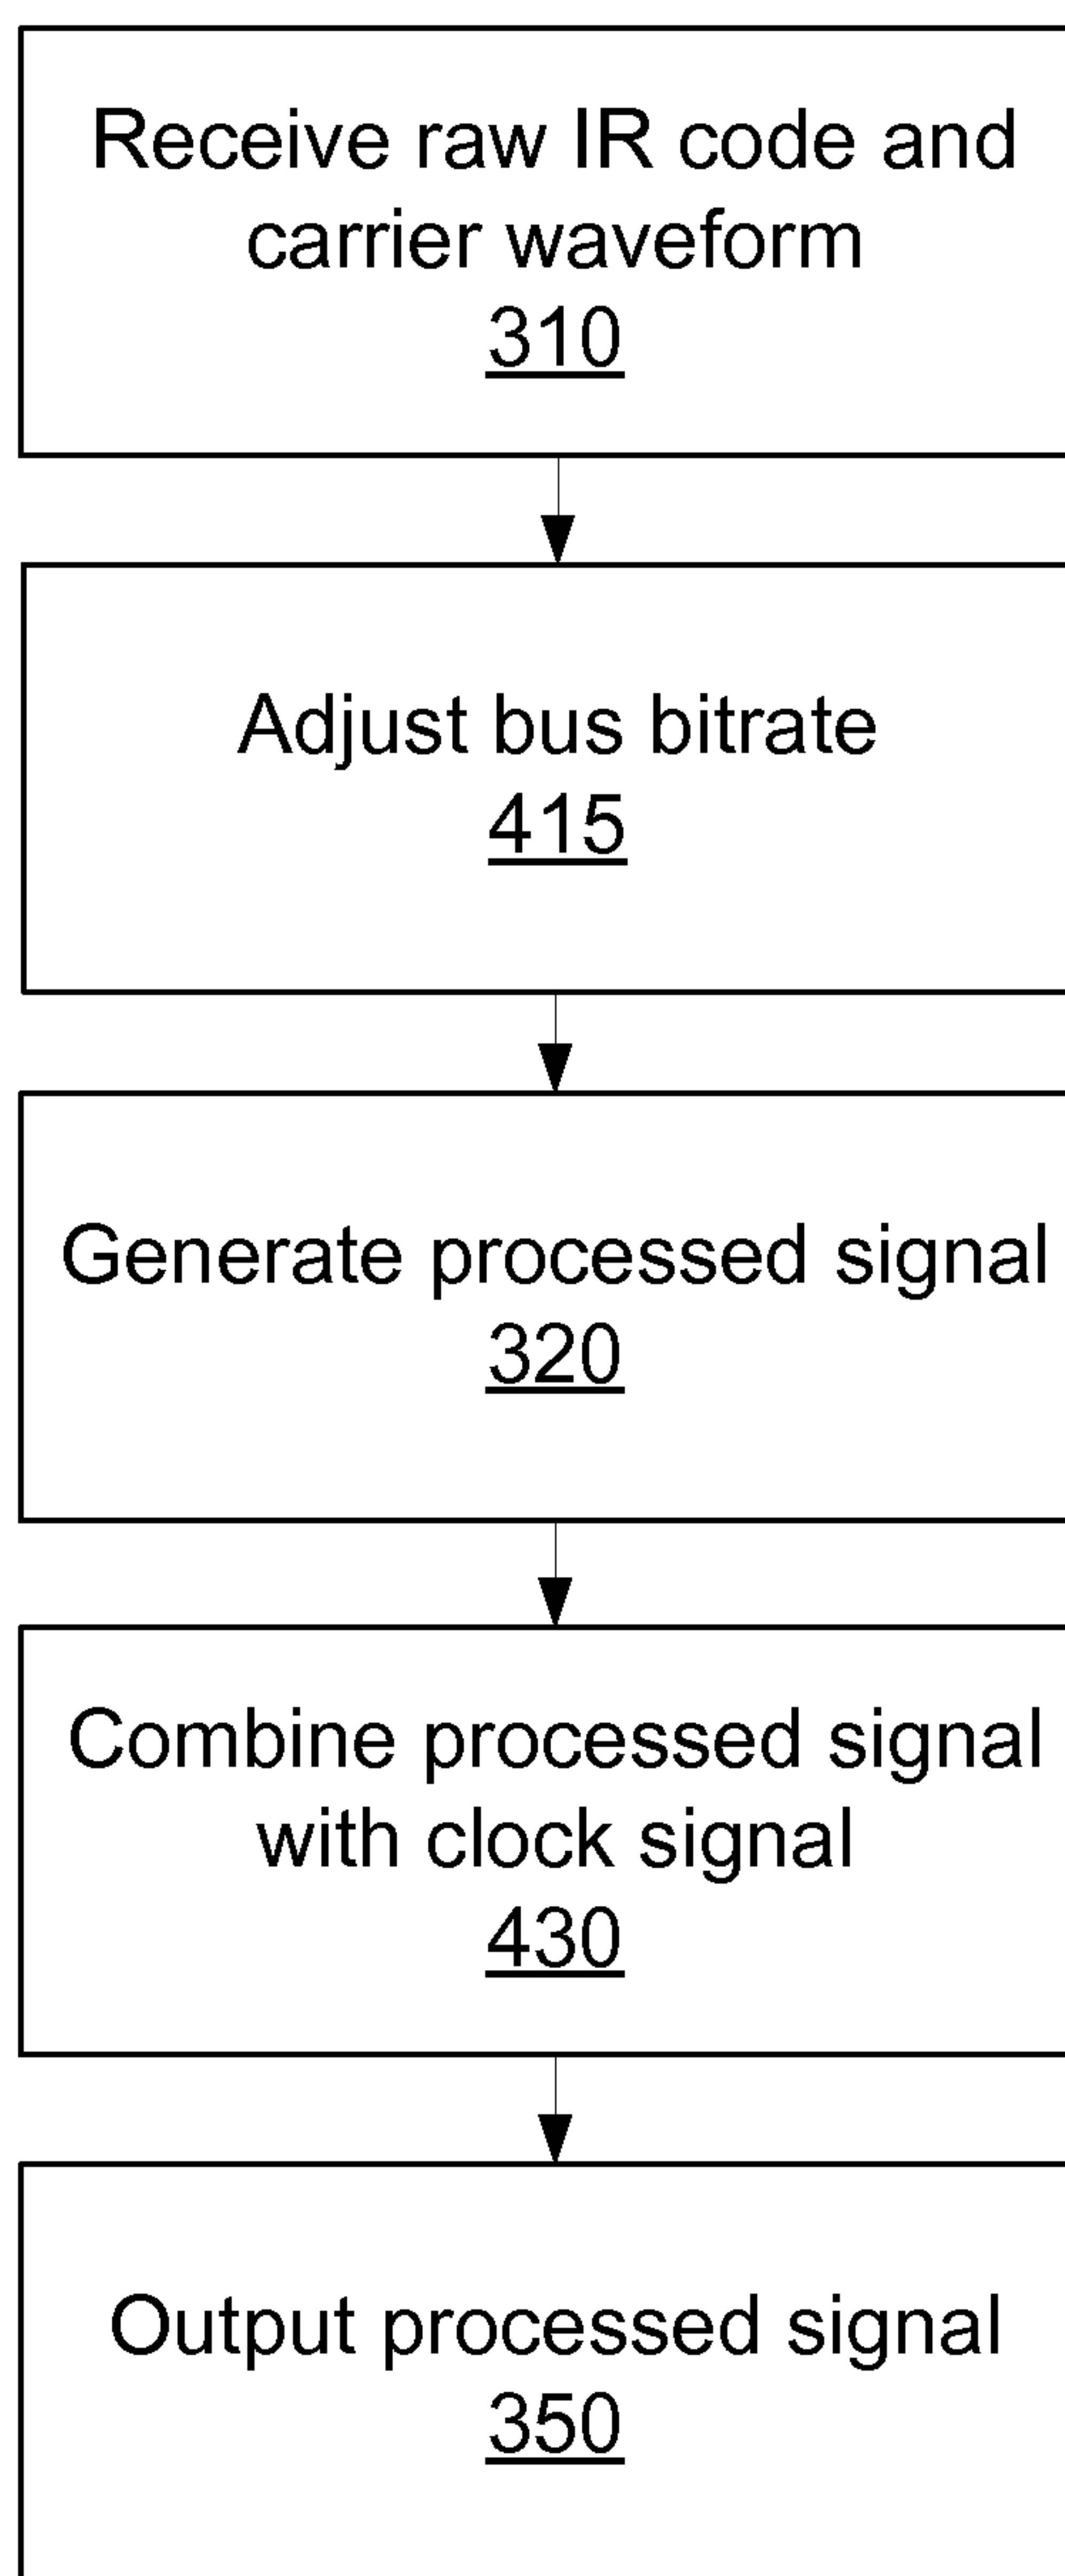 Receive raw IR code and
carrier waveform
310
Adjust bus bitrate
415
Generate processed signal
320
Combine processed signal
with clock signal
430
Output processed signal
350